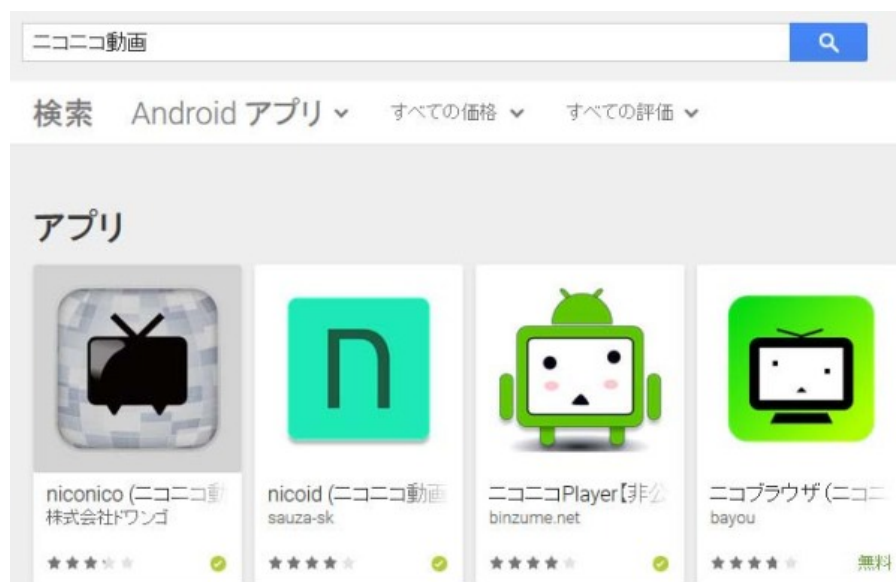 ニコニコ動画
検索 Android アプリ すべての価格 すべての評価
アプリ
n
niconico (ニコニコ動
株式会社ドワンゴ
nicoid (ニコニコ動画
sauza-sk
ニコニコPlayer【非公
binzume.net
ニコブラウザ (ニコニ
bayou
無料